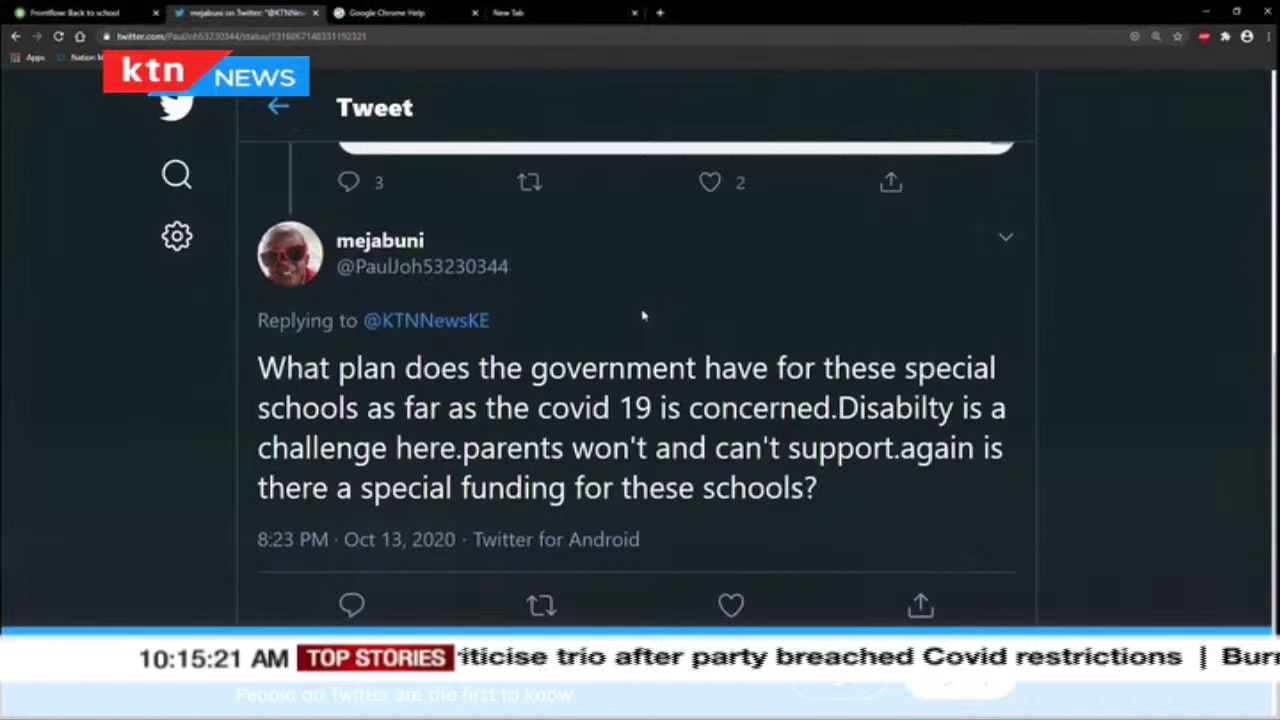 Frontflow: Back to school
mejabuni on Twitter: "@KTNNew
Google Chrome Help
New Tab
twitter.com/PaulJoh53230344/status/1316067140331192321
Apps
Nation
ktn NEWS
Tweet
3
2
mejabuni
@PaulJoh53230344
Replying to @KTNNewsKE
What plan does the government have for these special
schools as far as the covid 19 is concerned.Disabilty is a
challenge here.parents won't and can't support.again is
there a special funding for these schools?
8:23 PM · Oct 13, 2020 · Twitter for Android
10:15:21 AM TOP STORIES iticise trio after party breached Covid restrictions | Bur
People on Twitter are the first to know.